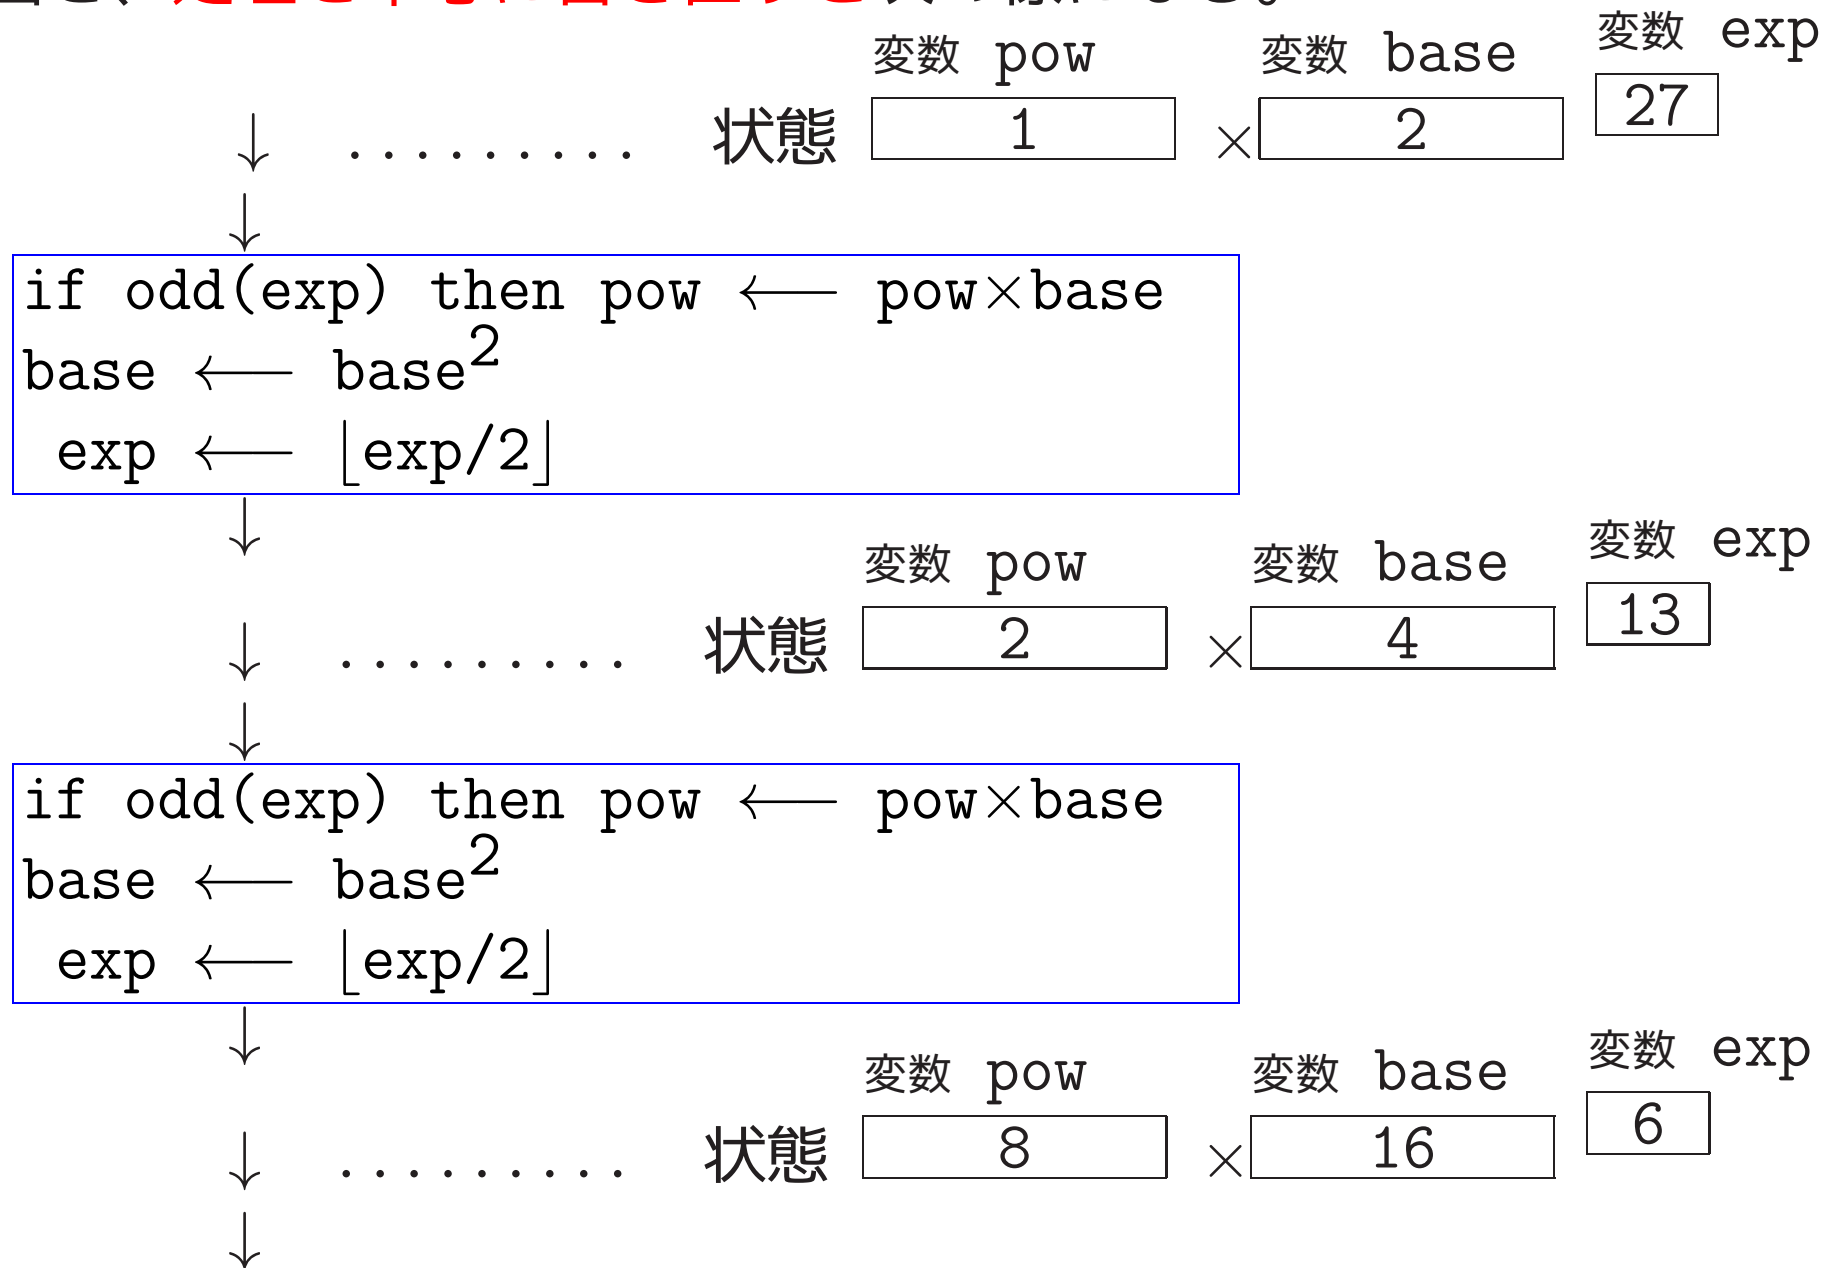 変数 pow 変数 base 変数 exp
↓ ......... 状態 1 × 2 27
↓
if odd(exp) then pow ⟵ pow×base
base ⟵ base²
exp ⟵ ⌊exp/2⌋
↓
変数 pow 変数 base 変数 exp
↓ ......... 状態 2 × 4 13
↓
if odd(exp) then pow ⟵ pow×base
base ⟵ base²
exp ⟵ ⌊exp/2⌋
↓
変数 pow 変数 base 変数 exp
↓ ......... 状態 8 × 16 6
↓